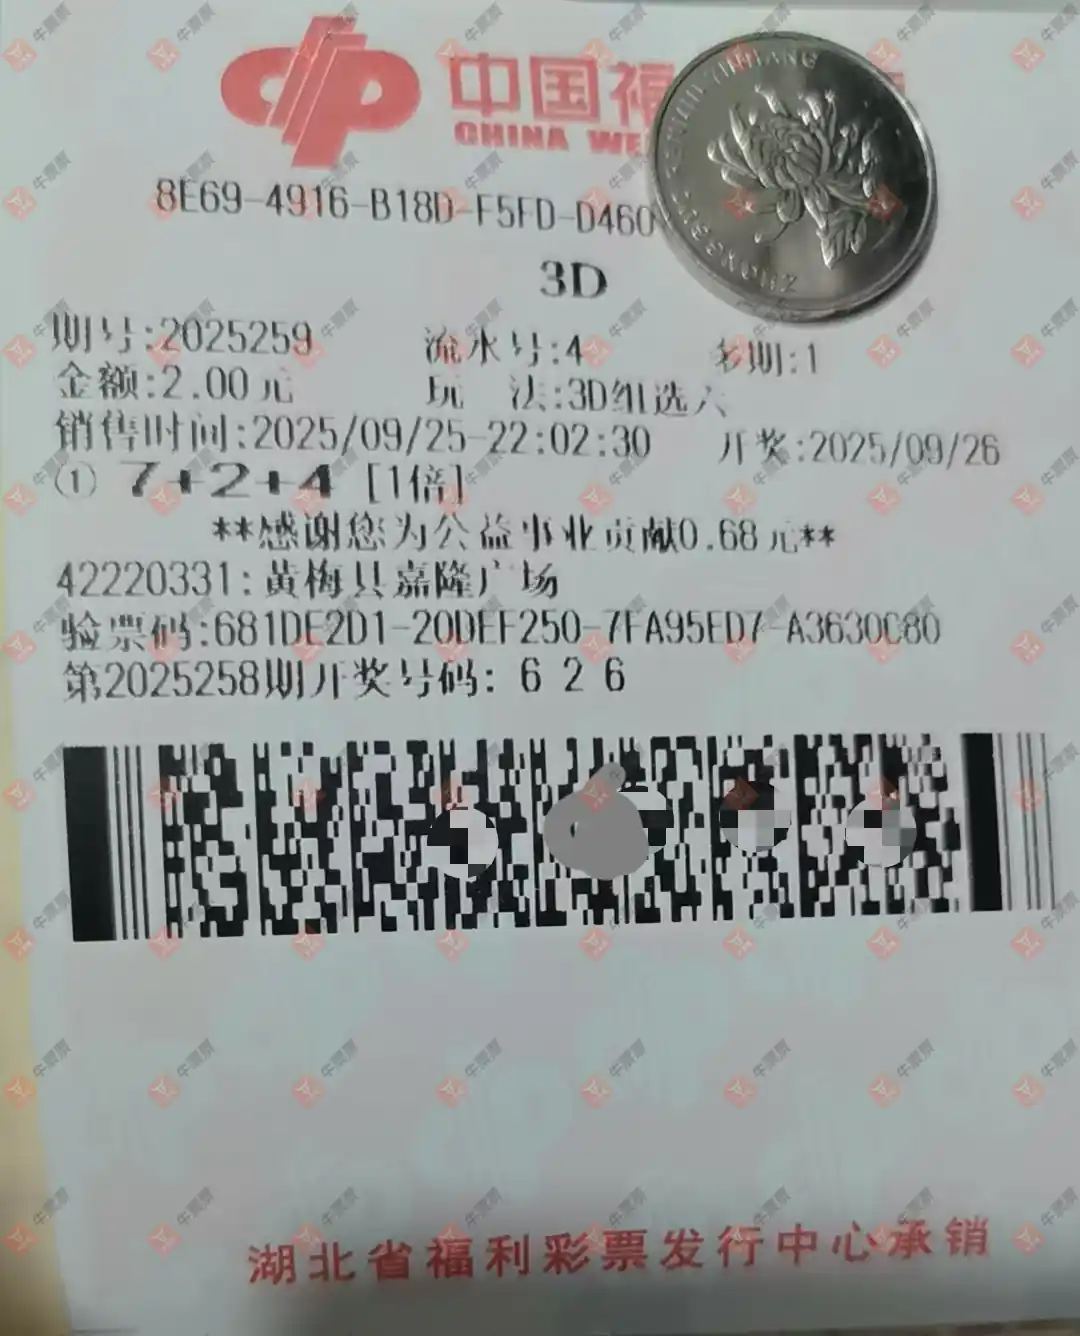 中国福
CHINA WE
8E69-4916-B18D-F5FD-D460
3D
期号:2025259 流水号:4 多期:1
金额:2.00元 玩 法:3D组选六
销售时间:2025/09/25-22:02:30 开奖:2025/09/26
① 7+2+4 [1倍]
**感谢您为公益事业贡献0.68元**
42220331:黄梅县嘉隆广场
验票码:681DE2D1-20DEF250-7FA95ED7-A3630C80
第2025258期开奖号码: 6 2 6
湖北省福利彩票发行中心承销
牛票票